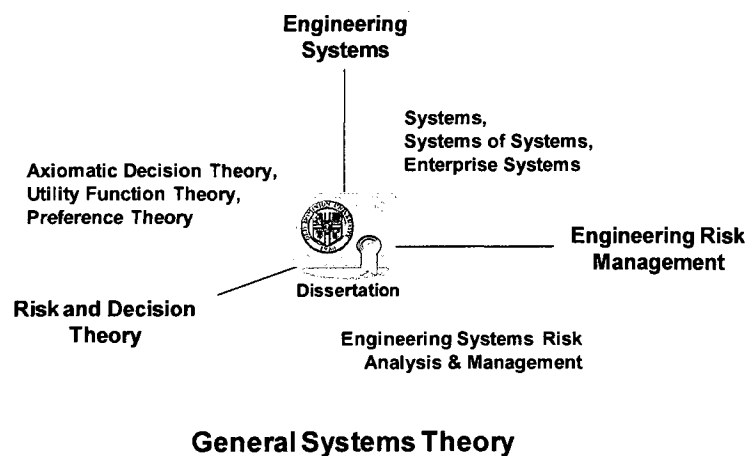 Engineering
Systems
Systems,
Systems of Systems,
Enterprise Systems
Axiomatic Decision Theory,
Utility Function Theory,
Preference Theory
Engineering Risk
Management
Dissertation
Risk and Decision
Theory
Engineering Systems Risk
Analysis & Management
General Systems Theory